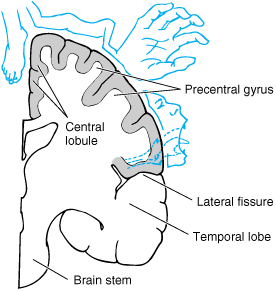 Precentral gyrus
Central
lobule
Lateral fissure
Temporal lobe
Brain stem